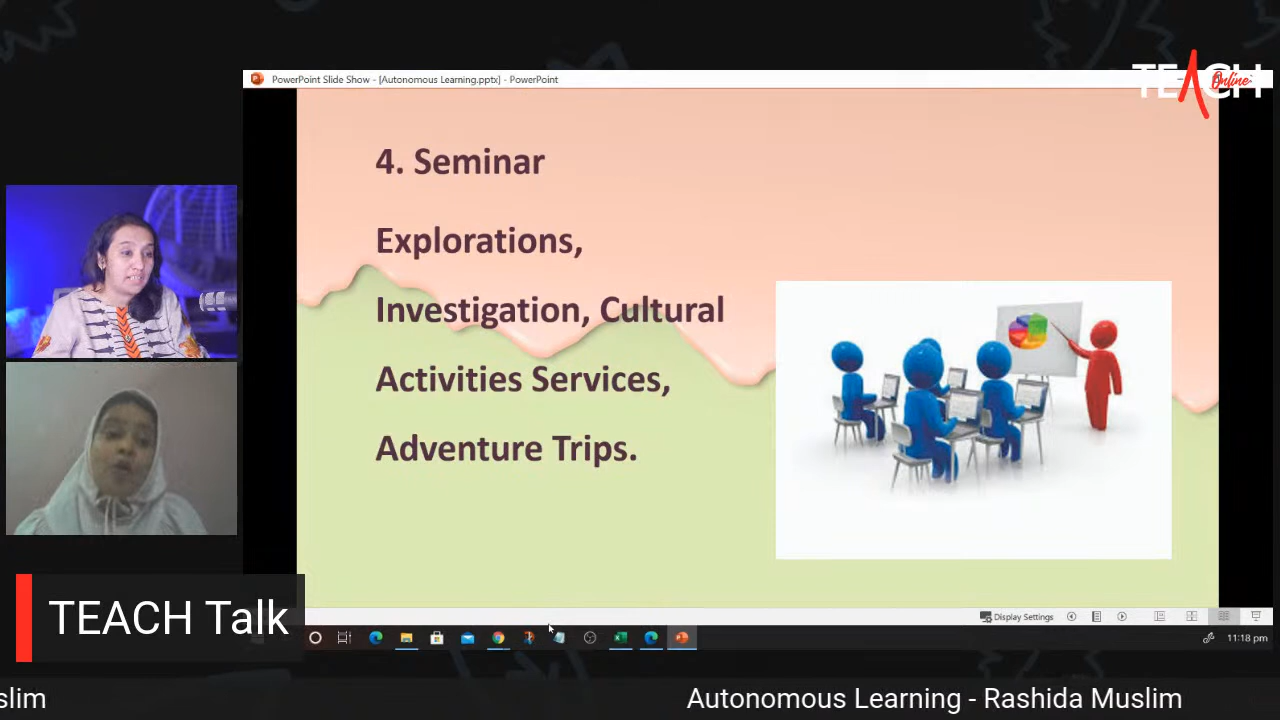 PowerPoint Slide Show - [Autonomous Learning.pptx] - PowerPoint
TEACH
Online
4. Seminar
Explorations,
Investigation, Cultural
Activities Services,
Adventure Trips.
Display Settings
11:18 pm
TEACH Talk
slim
Autonomous Learning - Rashida Muslim